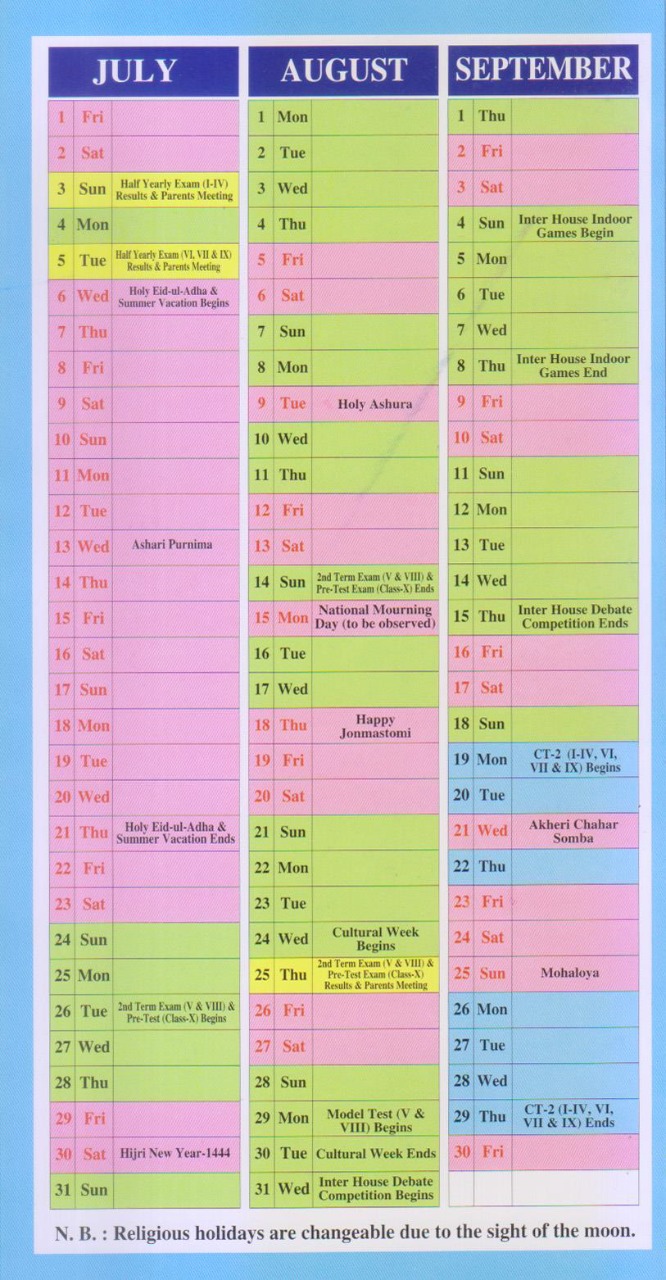 JULY
1 Fri
2 Sat
3 Sun Half Yearly Exam (I-IV)
Results & Parents Meeting
4 Mon
5 Tue Half Yearly Exam (VI, VII & IX)
Results & Parents Meeting
6 Wed Holy Eid-ul-Adha &
Summer Vacation Begins
7 Thu
8 Fri
9 Sat
10 Sun
11 Mon
12 Tue
13 Wed Ashari Purnima
14 Thu
15 Fri
16 Sat
17 Sun
18 Mon
19 Tue
20 Wed
21 Thu Holy Eid-ul-Adha &
Summer Vacation Ends
22 Fri
23 Sat
24 Sun
25 Mon
26 Tue 2nd Term Exam (V & VIII) &
Pre-Test (Class-X) Begins
27 Wed
28 Thu
29 Fri
30 Sat Hijri New Year-1444
31 Sun
AUGUST
1 Mon
2 Tue
3 Wed
4 Thu
5 Fri
6 Sat
7 Sun
8 Mon
9 Tue Holy Ashura
10 Wed
11 Thu
12 Fri
13 Sat
14 Sun 2nd Term Exam (V & VIII) &
Pre-Test Exam (Class-X) Ends
15 Mon National Mourning
Day (to be observed)
16 Tue
17 Wed
18 Thu Happy
Jonmastomi
19 Fri
20 Sat
21 Sun
22 Mon
23 Tue
24 Wed Cultural Week
Begins
25 Thu 2nd Term Exam (V & VIII) &
Pre-Test Exam (Class-X)
Results & Parents Meeting
26 Fri
27 Sat
28 Sun
29 Mon Model Test (V &
VIII) Begins
30 Tue Cultural Week Ends
31 Wed Inter House Debate
Competition Begins
SEPTEMBER
1 Thu
2 Fri
3 Sat
4 Sun Inter House Indoor
Games Begin
5 Mon
6 Tue
7 Wed
8 Thu Inter House Indoor
Games End
9 Fri
10 Sat
11 Sun
12 Mon
13 Tue
14 Wed
15 Thu Inter House Debate
Competition Ends
16 Fri
17 Sat
18 Sun
19 Mon CT-2 (I-IV, VI,
VII & IX) Begins
20 Tue
21 Wed Akheri Chahar
Somba
22 Thu
23 Fri
24 Sat
25 Sun Mohaloya
26 Mon
27 Tue
28 Wed
29 Thu CT-2 (I-IV, VI,
VII & IX) Ends
30 Fri
N. B. : Religious holidays are changeable due to the sight of the moon.